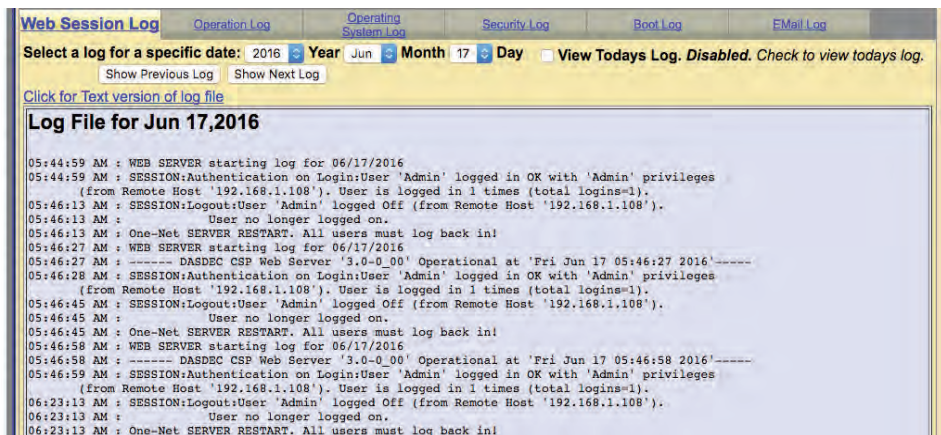 Web Session Log Operation Log Operating System Log Security Log Boot Log EMail Log
Select a log for a specific date: 2016 Year Jun Month 17 Day View Todays Log. Disabled. Check to view todays log.
Show Previous Log Show Next Log
Click for Text version of log file
Log File for Jun 17,2016
05:44:59 AM : WEB SERVER starting log for 06/17/2016
05:44:59 AM : SESSION:Authentication on Login:User 'Admin' logged in OK with 'Admin' privileges
(from Remote Host '192.168.1.108'). User is logged in 1 times (total logins=1).
05:46:13 AM : SESSION:Logout:User 'Admin' logged Off (from Remote Host '192.168.1.108').
05:46:13 AM : User no longer logged on.
05:46:13 AM : One-Net SERVER RESTART. All users must log back in!
05:46:27 AM : WEB SERVER starting log for 06/17/2016
05:46:27 AM : ------ DASDEC CSP Web Server '3.0-0_00' Operational at 'Fri Jun 17 05:46:27 2016'-----
05:46:28 AM : SESSION:Authentication on Login:User 'Admin' logged in OK with 'Admin' privileges
(from Remote Host '192.168.1.108'). User is logged in 1 times (total logins=1).
05:46:45 AM : SESSION:Logout:User 'Admin' logged Off (from Remote Host '192.168.1.108').
05:46:45 AM : User no longer logged on.
05:46:45 AM : One-Net SERVER RESTART. All users must log back in!
05:46:58 AM : WEB SERVER starting log for 06/17/2016
05:46:58 AM : ------ DASDEC CSP Web Server '3.0-0_00' Operational at 'Fri Jun 17 05:46:58 2016'-----
05:46:59 AM : SESSION:Authentication on Login:User 'Admin' logged in OK with 'Admin' privileges
(from Remote Host '192.168.1.108'). User is logged in 1 times (total logins=1).
06:23:13 AM : SESSION:Logout:User 'Admin' logged Off (from Remote Host '192.168.1.108').
06:23:13 AM : User no longer logged on.
06:23:13 AM : One-Net SERVER RESTART. All users must log back in!